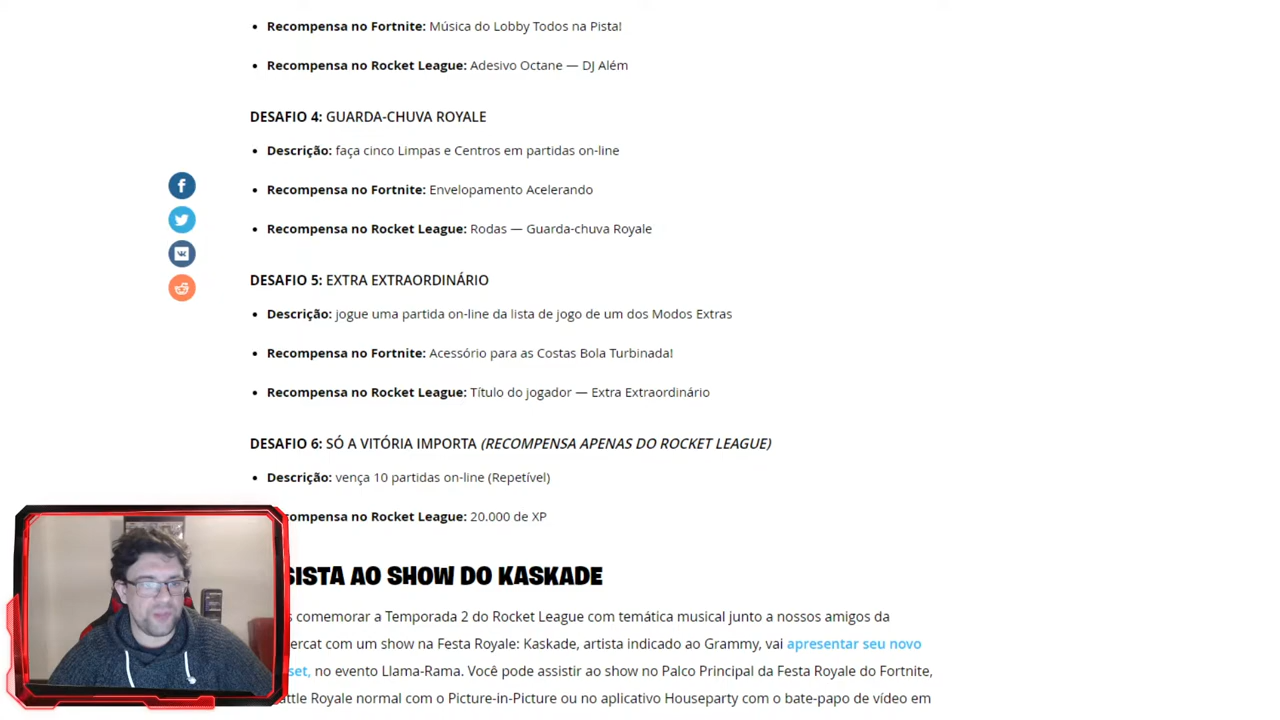 • Recompensa no Fortnite: Música do Lobby Todos na Pista!
• Recompensa no Rocket League: Adesivo Octane — DJ Além
DESAFIO 4: GUARDA-CHUVA ROYALE
• Descrição: faça cinco Limpas e Centros em partidas on-line
• Recompensa no Fortnite: Envelopamento Acelerando
• Recompensa no Rocket League: Rodas — Guarda-chuva Royale
DESAFIO 5: EXTRA EXTRAORDINÁRIO
• Descrição: jogue uma partida on-line da lista de jogo de um dos Modos Extras
• Recompensa no Fortnite: Acessório para as Costas Bola Turbinada!
• Recompensa no Rocket League: Título do jogador — Extra Extraordinário
DESAFIO 6: SÓ A VITÓRIA IMPORTA (RECOMPENSA APENAS DO ROCKET LEAGUE)
• Descrição: vença 10 partidas on-line (Repetível)
compensa no Rocket League: 20.000 de XP
SISTA AO SHOW DO KASKADE
s comemorar a Temporada 2 do Rocket League com temática musical junto a nossos amigos da
ercat com um show na Festa Royale: Kaskade, artista indicado ao Grammy, vai apresentar seu novo
set, no evento Llama-Rama. Você pode assistir ao show no Palco Principal da Festa Royale do Fortnite,
attle Royale normal com o Picture-in-Picture ou no aplicativo Houseparty com o bate-papo de vídeo em